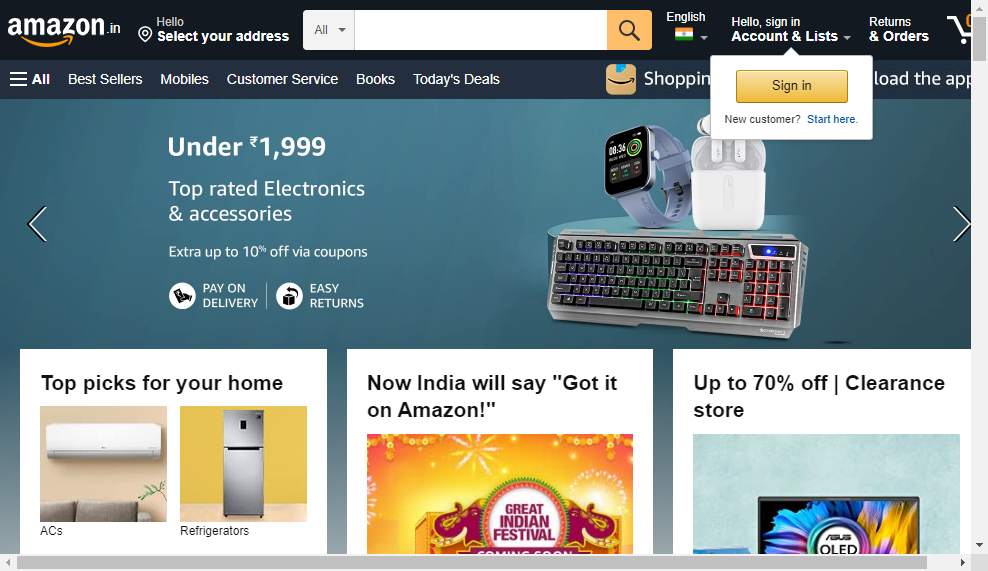 amazon.in
Hello
Select your address
All
English
Hello, sign in
Account & Lists
Returns
& Orders
0
All
Best Sellers
Mobiles
Customer Service
Books
Today's Deals
Shoppin
load the app
Sign in
New customer? Start here.
Under ₹1,999
Top rated Electronics
& accessories
Extra up to 10% off via coupons
PAY ON
DELIVERY
EASY
RETURNS
08:36
Top picks for your home
ACs
Refrigerators
Now India will say "Got it
on Amazon!"
GREAT
INDIAN
FESTIVAL
COMING SOON
Up to 70% off | Clearance
store
ASUS
OLED